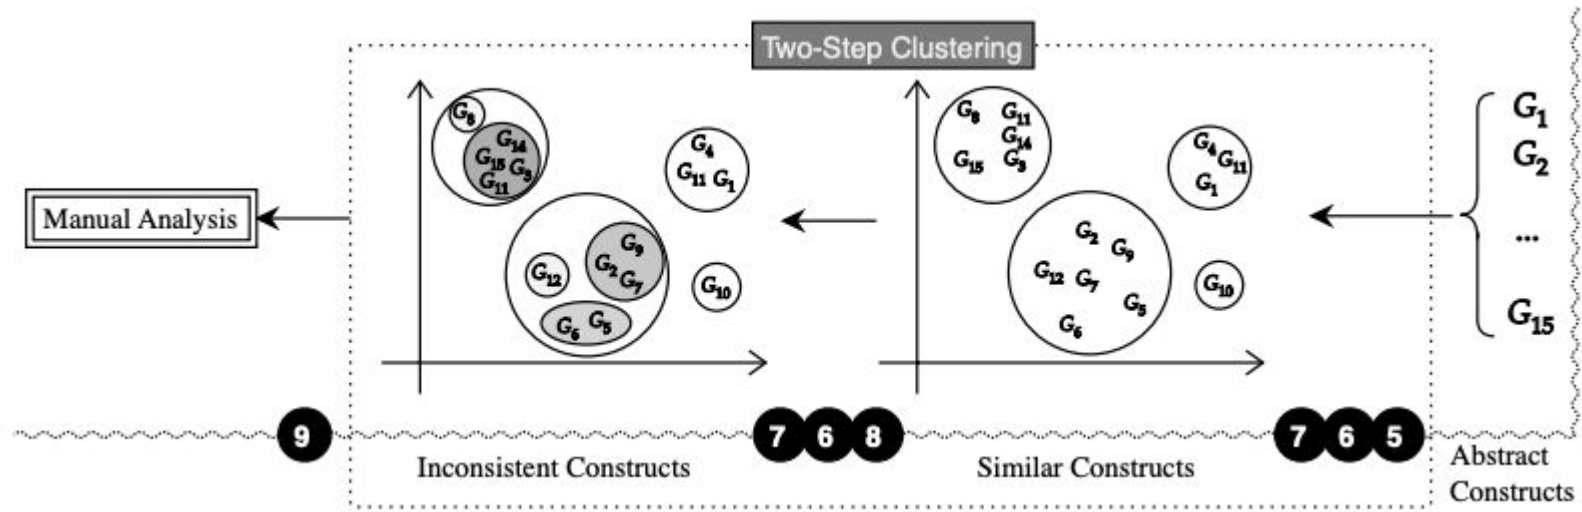 Two-Step Clustering
G8
G14
G15 G3
G11
G4
G11 G1
G9
G2
G7
G12
G6 G5
G10
G8 G11
G14
G15 G3
G4
G11
G1
G2
G9
G12 G7
G5
G6
G10
G1
G2
...
G15
Manual Analysis
9
7 6 8
7 6 5
Inconsistent Constructs
Similar Constructs
Abstract
Constructs